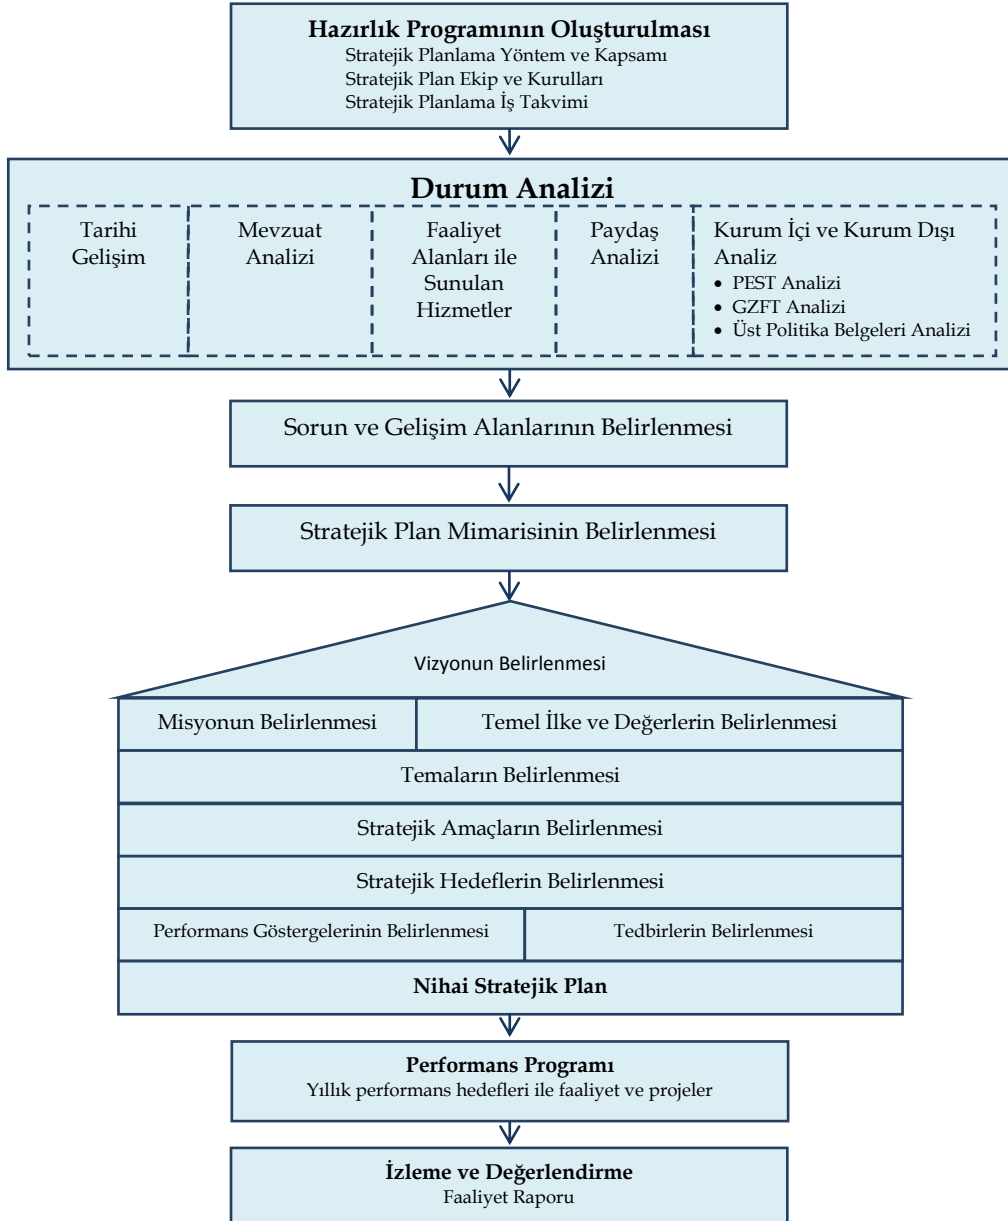 Hazırlık Programının Oluşturulması
Stratejik Planlama Yöntem ve Kapsamı
Stratejik Plan Ekip ve Kurulları
Stratejik Planlama İş Takvimi
Durum Analizi
Tarihi
Gelişim
Mevzuat
Analizi
Faaliyet
Alanları ile
Sunulan
Hizmetler
Paydaş
Analizi
Kurum İçi ve Kurum Dışı
Analiz
• PEST Analizi
• GZFT Analizi
• Üst Politika Belgeleri Analizi
Sorun ve Gelişim Alanlarının Belirlenmesi
Stratejik Plan Mimarisinin Belirlenmesi
Vizyonun Belirlenmesi
Misyonun Belirlenmesi
Temel İlke ve Değerlerin Belirlenmesi
Temaların Belirlenmesi
Stratejik Amaçların Belirlenmesi
Stratejik Hedeflerin Belirlenmesi
Performans Göstergelerinin Belirlenmesi
Tedbirlerin Belirlenmesi
Nihai Stratejik Plan
Performans Programı
Yıllık performans hedefleri ile faaliyet ve projeler
İzleme ve Değerlendirme
Faaliyet Raporu